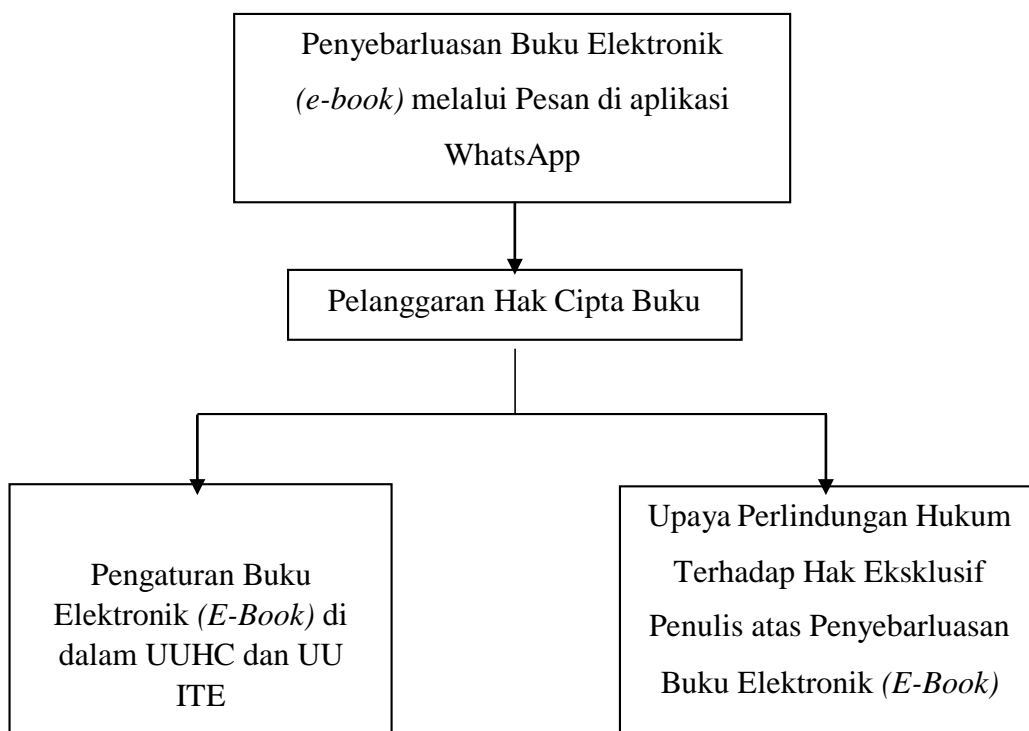 Penyebarluasan Buku Elektronik
(e-book) melalui Pesan di aplikasi
WhatsApp
Pelanggaran Hak Cipta Buku
Pengaturan Buku
Elektronik (E-Book) di
dalam UUHC dan UU
ITE
Upaya Perlindungan Hukum
Terhadap Hak Eksklusif
Penulis atas Penyebarluasan
Buku Elektronik (E-Book)